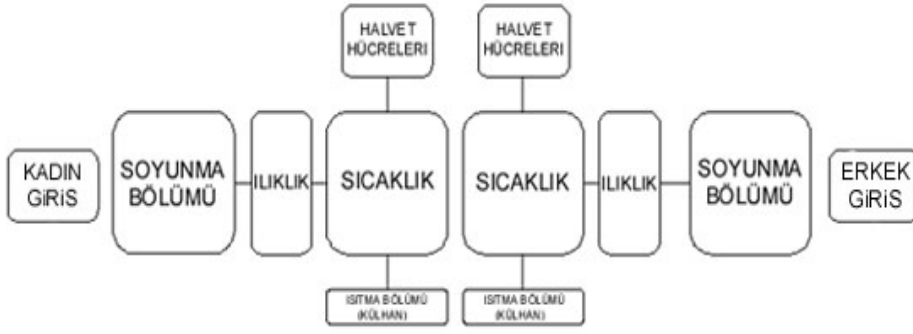 HALVET
HÜCRELERI
HALVET
HÜCRELERI
KADIN
GiRiS
SOYUNMA
BÖLÜMÜ
ILIKLIK
SICAKLIK
SICAKLIK
ILIKLIK
SOYUNMA
BÖLÜMÜ
ERKEK
GiRiS
ISITMA BÖLÜMÜ
(KÜLHAN)
ISITMA BÖLÜMÜ
(KÜLHAN)